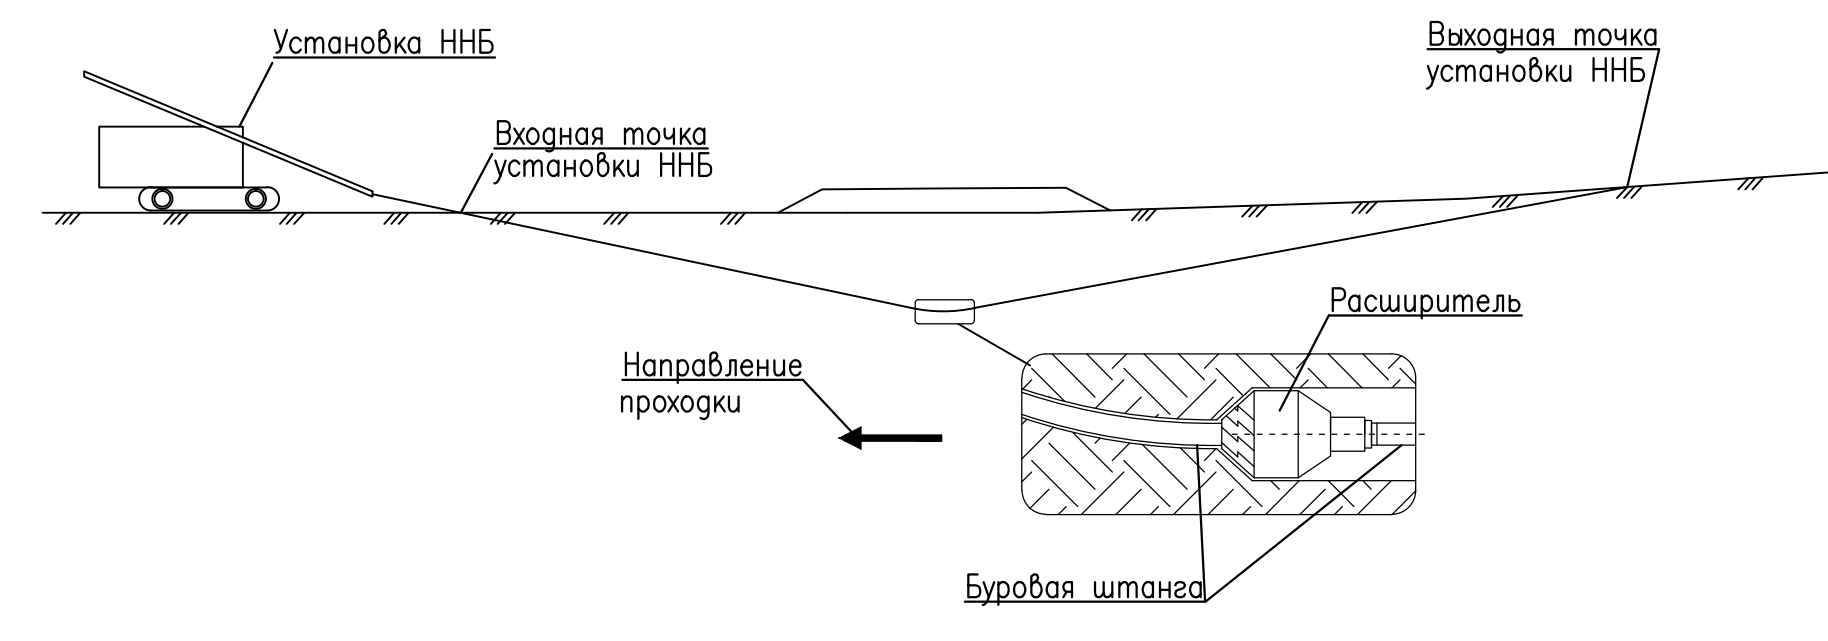 Установка ННБ
Выходная точка
установки ННБ
Входная точка
установки ННБ
Расширитель
Направление
проходки
Буровая штанга